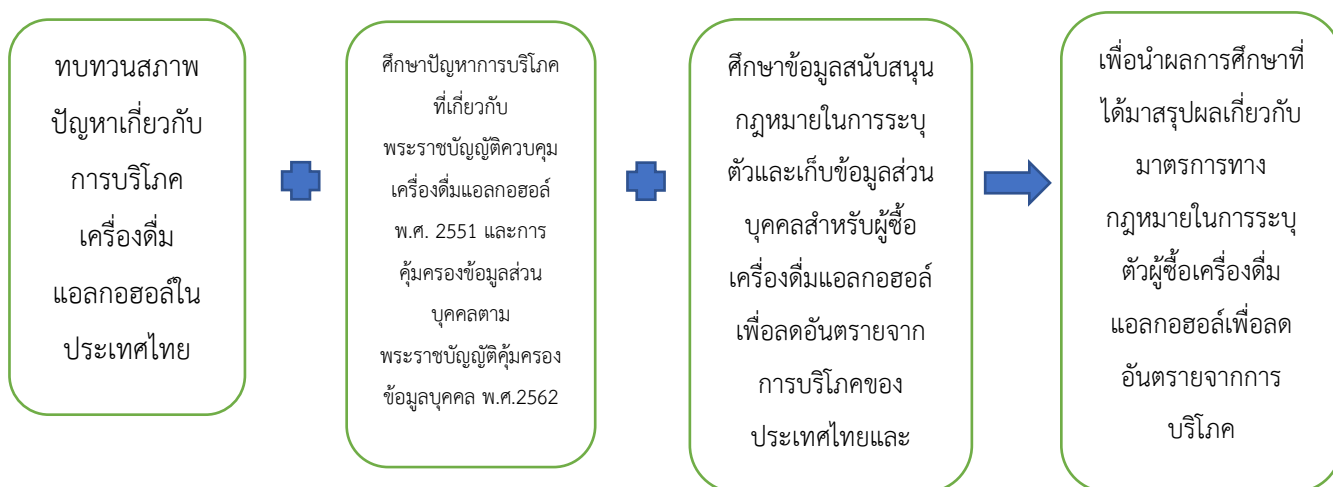 ทบทวนสภาพ
ปัญหาเกี่ยวกับ
การบริโภค
เครื่องดื่ม
แอลกอฮอล์ใน
ประเทศไทย
ศึกษาปัญหาการบริโภค
ที่เกี่ยวกับ
พระราชบัญญัติควบคุม
เครื่องดื่มแอลกอฮอล์
พ.ศ. 2551 และการ
คุ้มครองข้อมูลส่วน
บุคคลตาม
พระราชบัญญัติคุ้มครอง
ข้อมูลบุคคล พ.ศ.2562
ศึกษาข้อมูลสนับสนุน
กฎหมายในการระบุ
ตัวและเก็บข้อมูลส่วน
บุคคลสำหรับผู้ซื้อ
เครื่องดื่มแอลกอฮอล์
เพื่อลดอันตรายจาก
การบริโภคของ
ประเทศไทยและ
เพื่อนำผลการศึกษาที่
ได้มาสรุปผลเกี่ยวกับ
มาตรการทาง
กฎหมายในการระบุ
ตัวผู้ซื้อเครื่องดื่ม
แอลกอฮอล์เพื่อลด
อันตรายจากการ
บริโภค